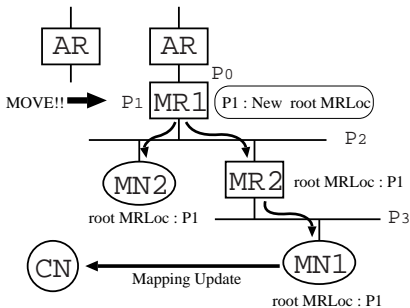 AR AR
P0
MOVE!! P1 MR1 P1 : New root MRLoc
P2
MN2 MR2 root MRLoc : P1
root MRLoc : P1
P3
CN MN1
Mapping Update
root MRLoc : P1